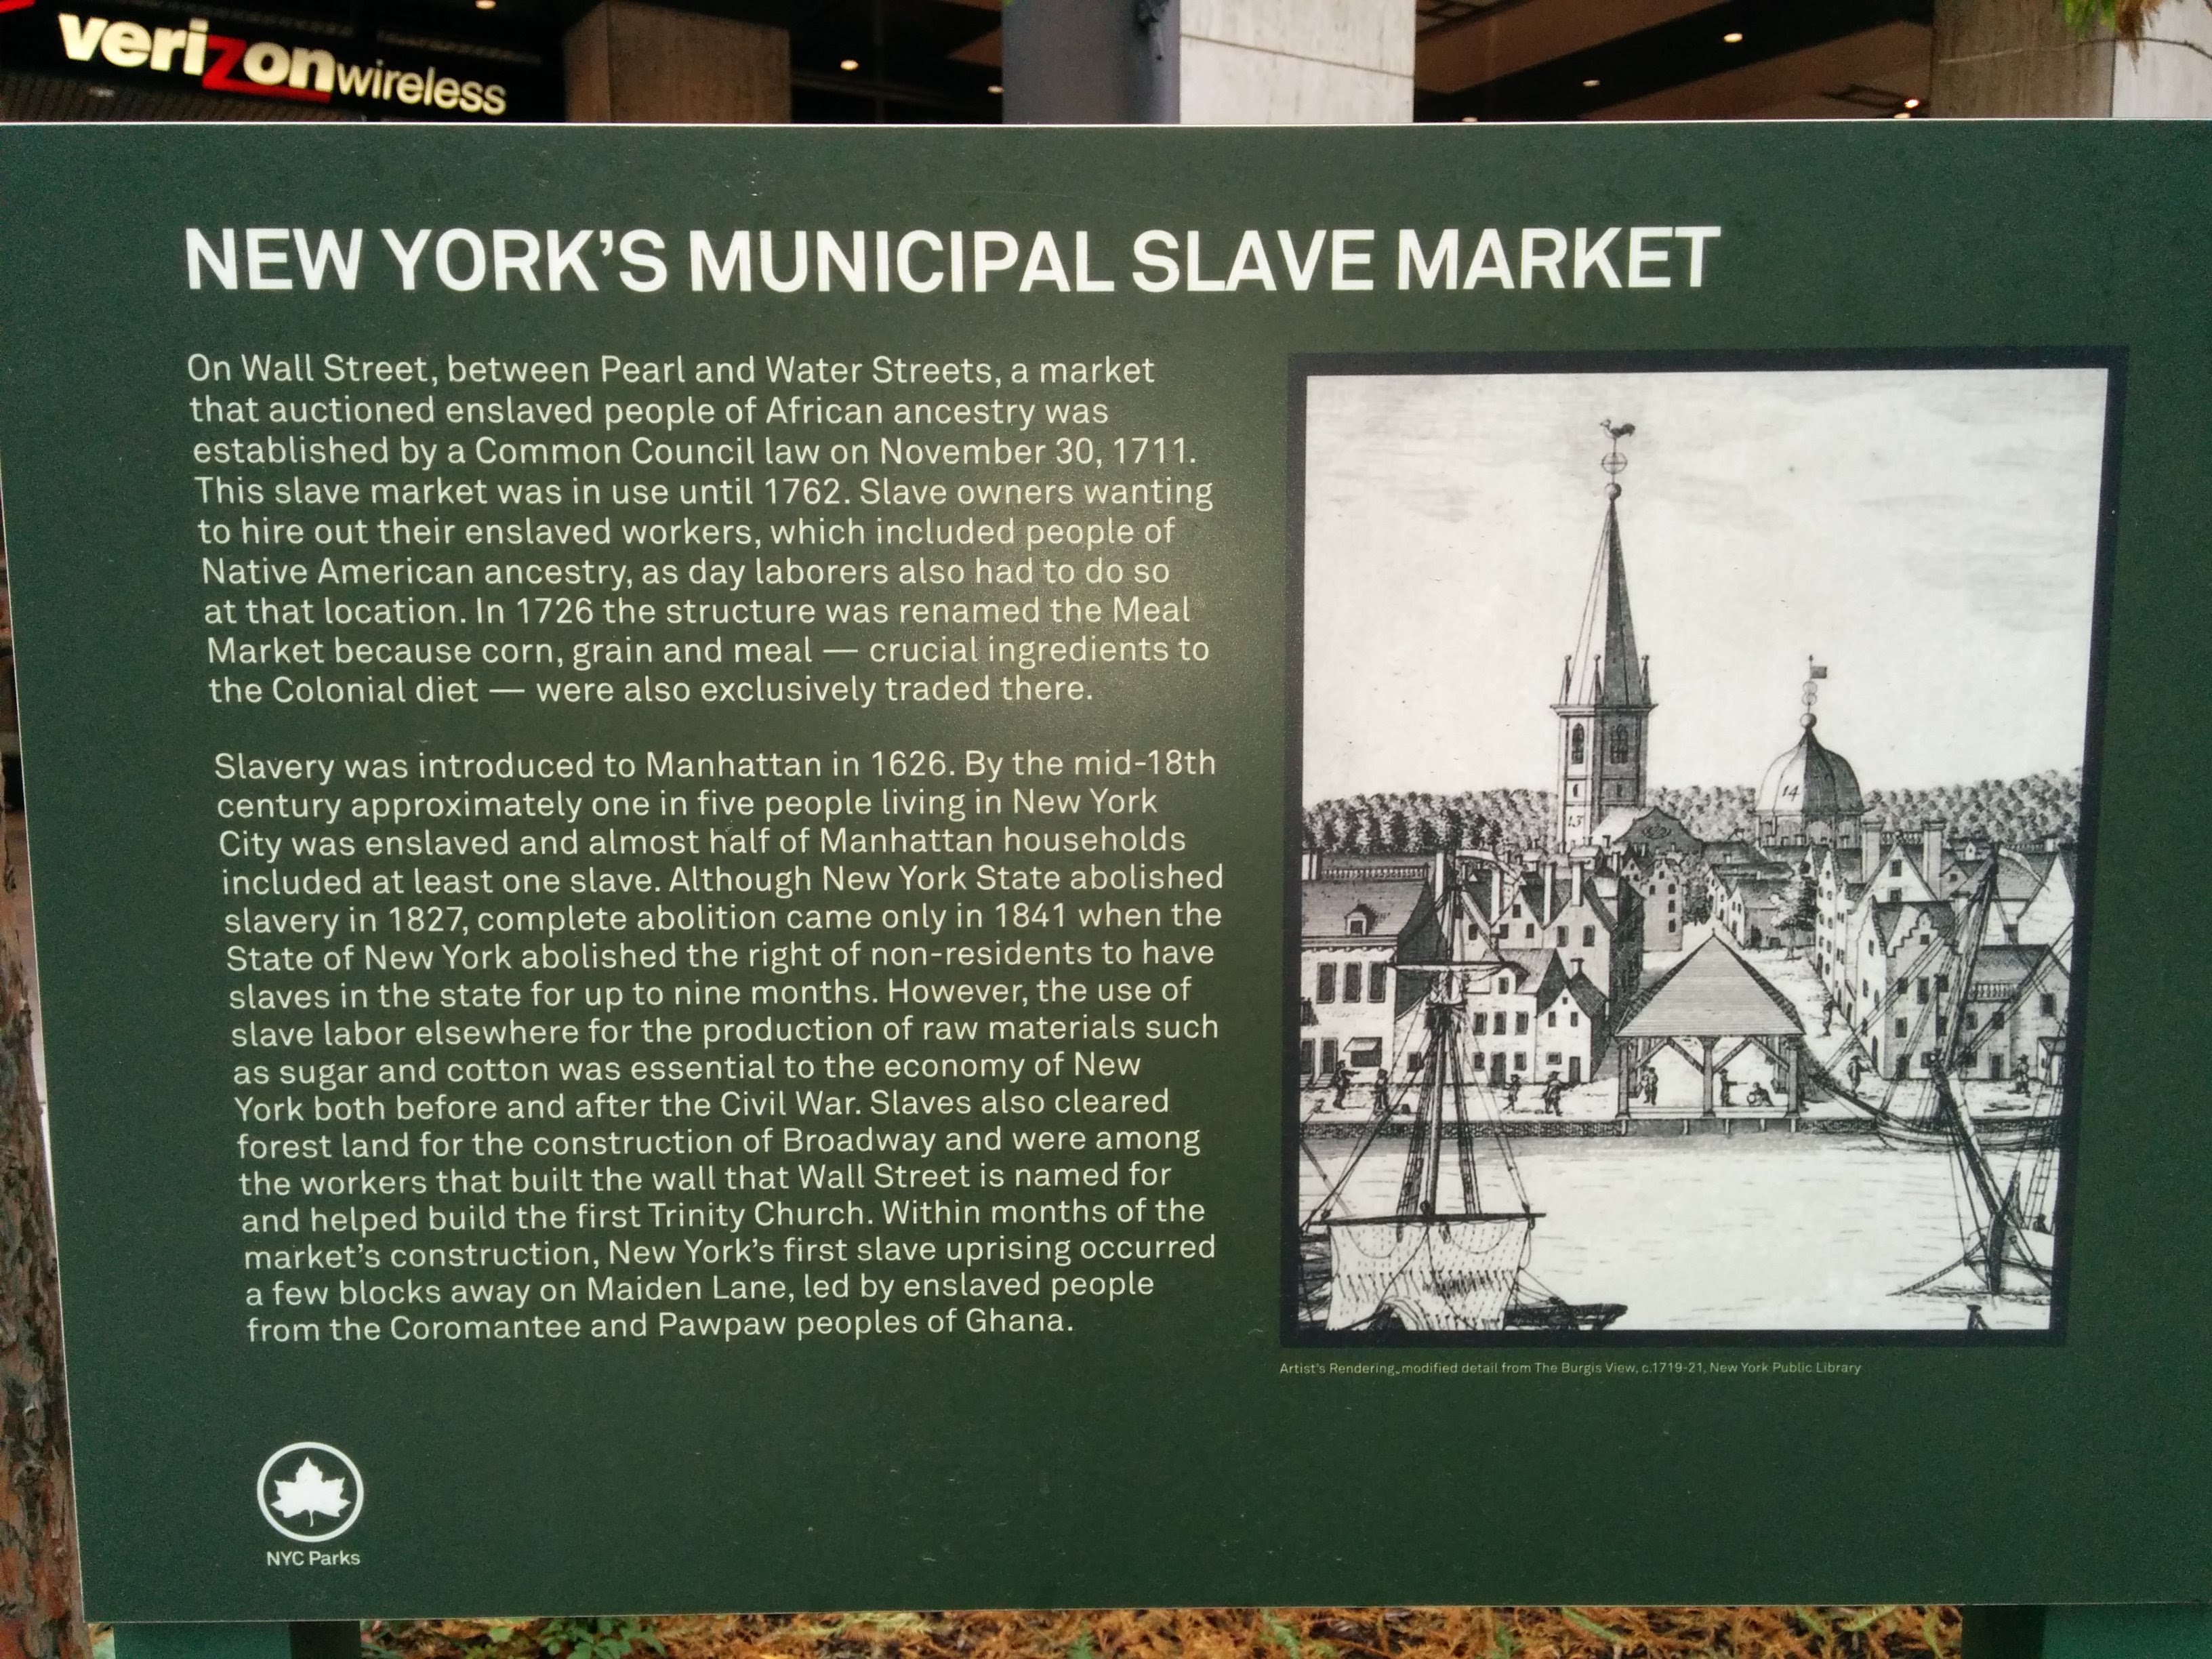 verizonwireless
NEW YORK'S MUNICIPAL SLAVE MARKET
On Wall Street, between Pearl and Water Streets, a market
that auctioned enslaved people of African ancestry was
established by a Common Council law on November 30, 1711.
This slave market was in use until 1762. Slave owners wanting
to hire out their enslaved workers, which included people of
Native American ancestry, as day laborers also had to do so
at that location. In 1726 the structure was renamed the Meal
Market because corn, grain and meal — crucial ingredients to
the Colonial diet — were also exclusively traded there.
Slavery was introduced to Manhattan in 1626. By the mid-18th
century approximately one in five people living in New York
City was enslaved and almost half of Manhattan households
included at least one slave. Although New York State abolished
slavery in 1827, complete abolition came only in 1841 when the
State of New York abolished the right of non-residents to have
slaves in the state for up to nine months. However, the use of
slave labor elsewhere for the production of raw materials such
as sugar and cotton was essential to the economy of New
York both before and after the Civil War. Slaves also cleared
forest land for the construction of Broadway and were among
the workers that built the wall that Wall Street is named for
and helped build the first Trinity Church. Within months of the
market's construction, New York's first slave uprising occurred
a few blocks away on Maiden Lane, led by enslaved people
from the Coromantee and Pawpaw peoples of Ghana.
14
13
Artist's Rendering, modified detail from The Burgis View, c.1719-21, New York Public Library
NYC Parks